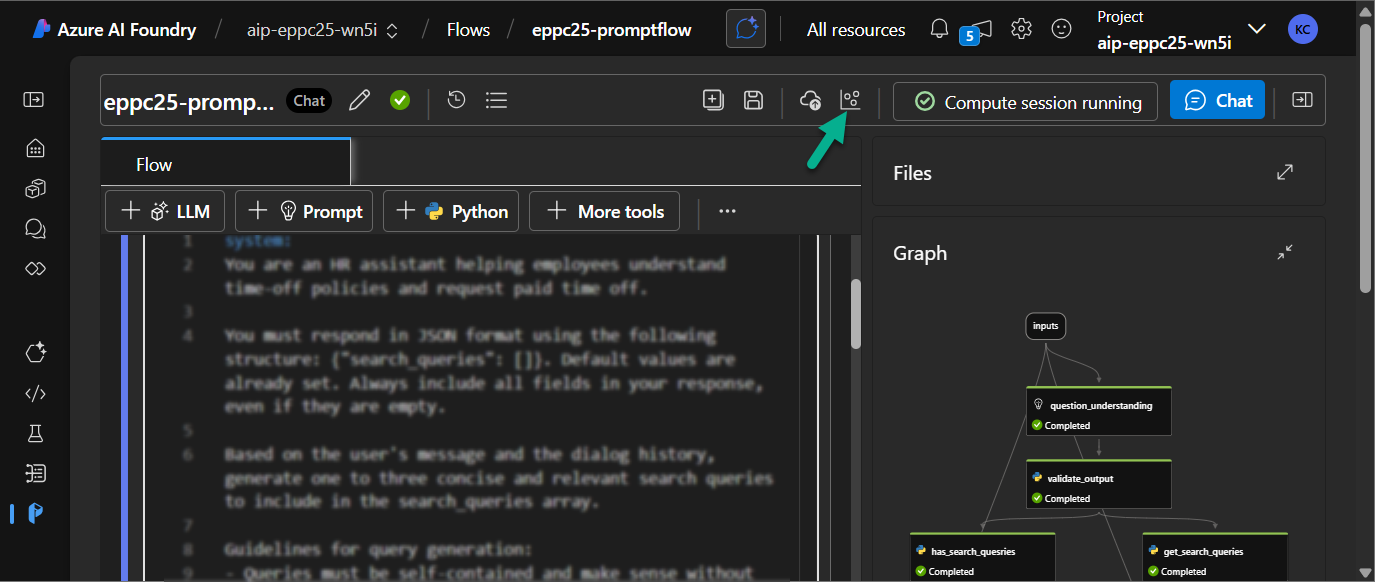 Azure AI Foundry / aip-eppc25-wn5i / Flows / eppc25-promptflow
All resources
5
Project
aip-eppc25-wn5i
KC
eppc25-promp... Chat
Compute session running
Chat
Flow
Files
LLM
Prompt
Python
More tools
...
1 system:
2 You are an HR assistant helping employees understand
time-off policies and request paid time off.
3
4 You must respond in JSON format using the following
structure: {"search_queries": []}. Default values are
already set. Always include all fields in your response,
even if they are empty.
5
6 Based on the user's message and the dialog history,
generate one to three concise and relevant search queries
to include in the search_queries array.
7
8 Guidelines for query generation:
9 - Queries must be self-contained and make sense without
Graph
inputs
question_understanding
Completed
validate_output
Completed
has_search_quesries
Completed
get_search_queries
Completed